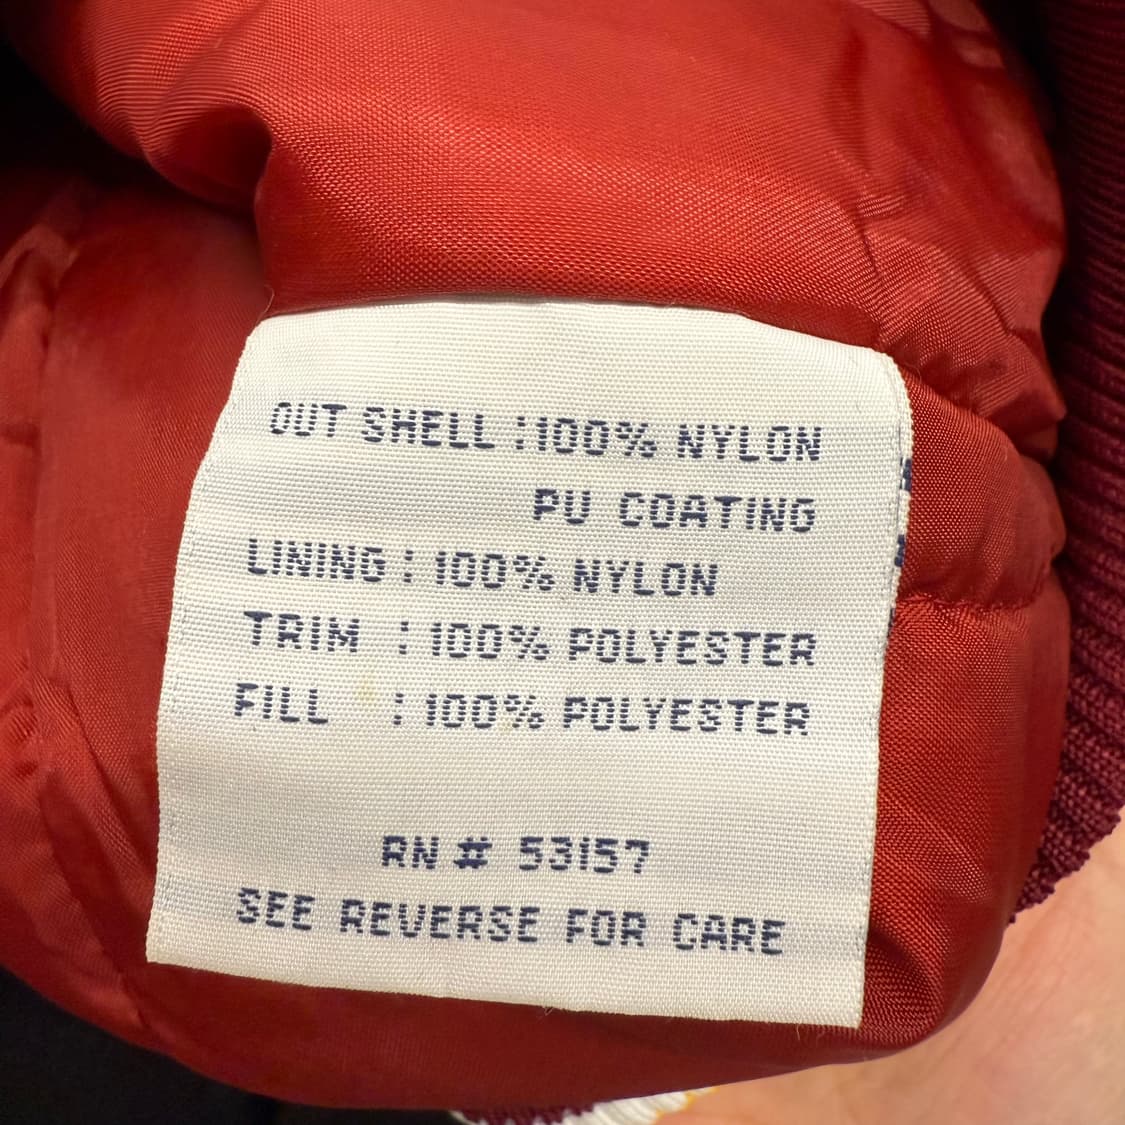 OUT SHELL : 100% NYLON
PU COATING
LINING : 100% NYLON
TRIM : 100% POLYESTER
FILL : 100% POLYESTER
RN # 53157
SEE REVERSE FOR CARE